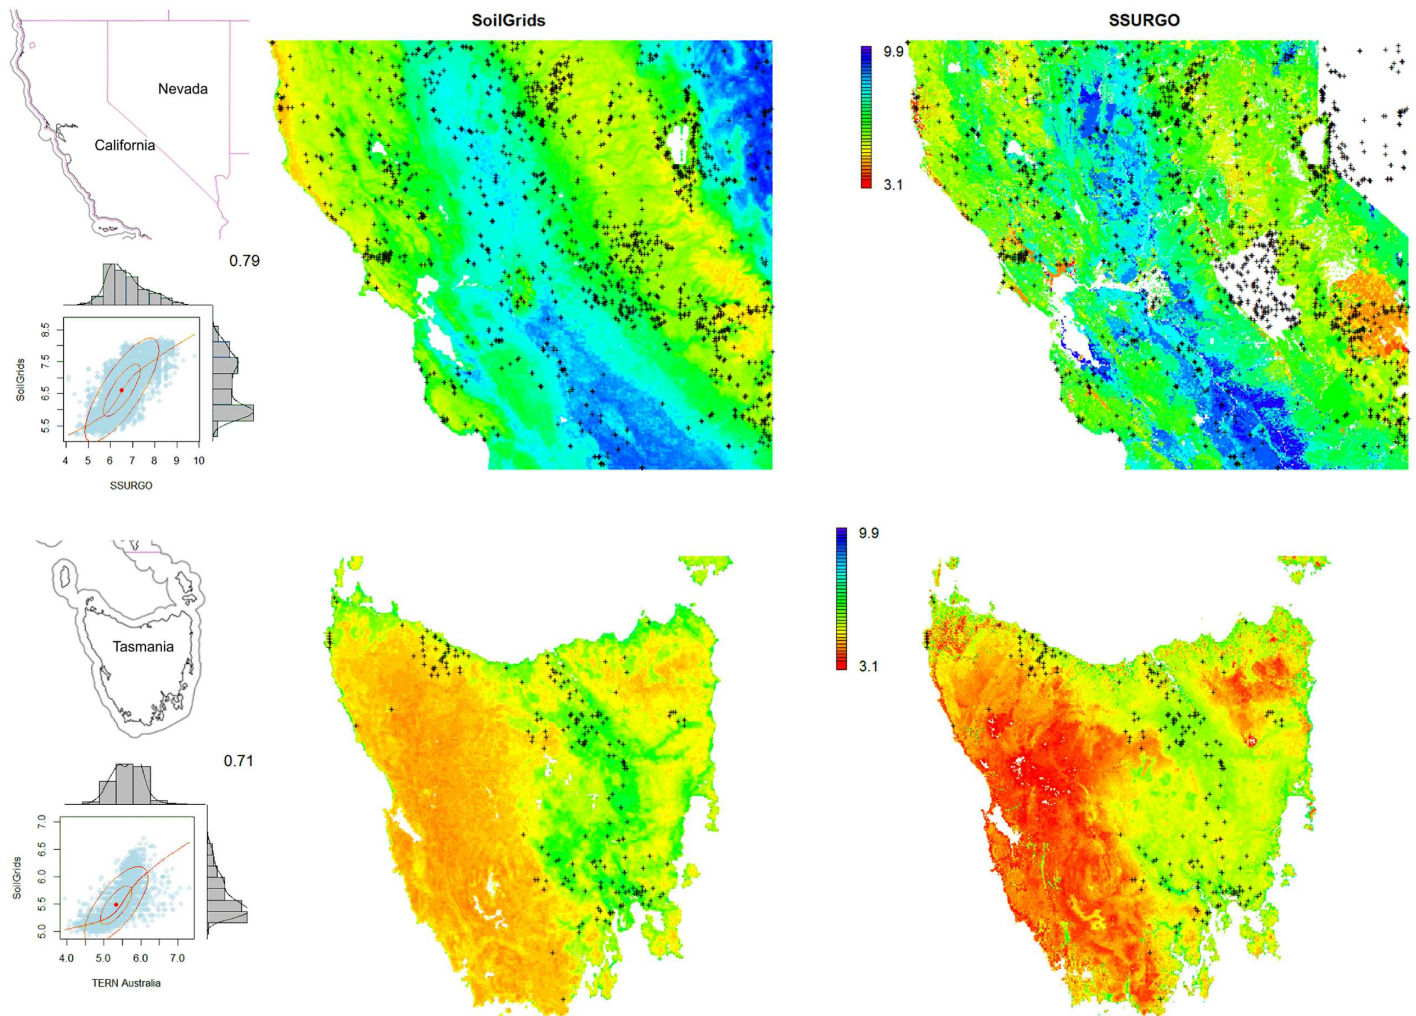 SoilGrids
SSURGO
Nevada
California
9.9
3.1
0.79
8.5
7.5
6.5
5.5
SoilGrids
4 5 6 7 8 9 10
SSURGO
9.9
3.1
Tasmania
0.71
7.0
6.5
6.0
5.5
5.0
SoilGrids
4.0 5.0 6.0 7.0
TERN Australia